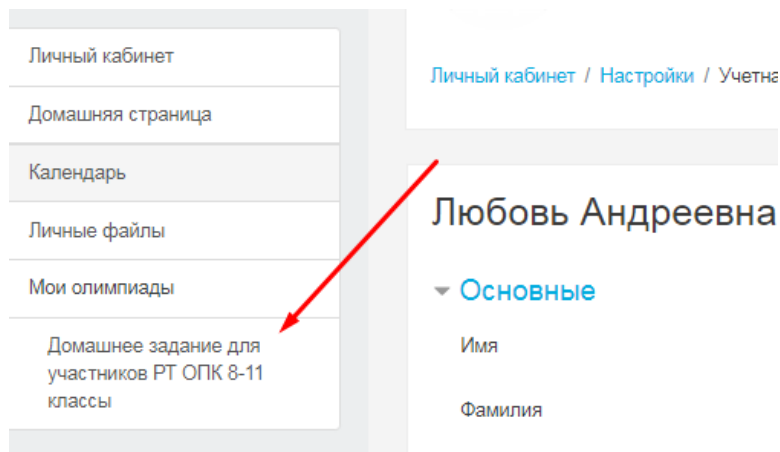 Личный кабинет
Домашняя страница
Календарь
Личные файлы
Мои олимпиады
Домашнее задание для
участников РТ ОПК 8-11
классы
Личный кабинет / Настройки /
Любовь Андреевна
Основные
Имя
Фамилия